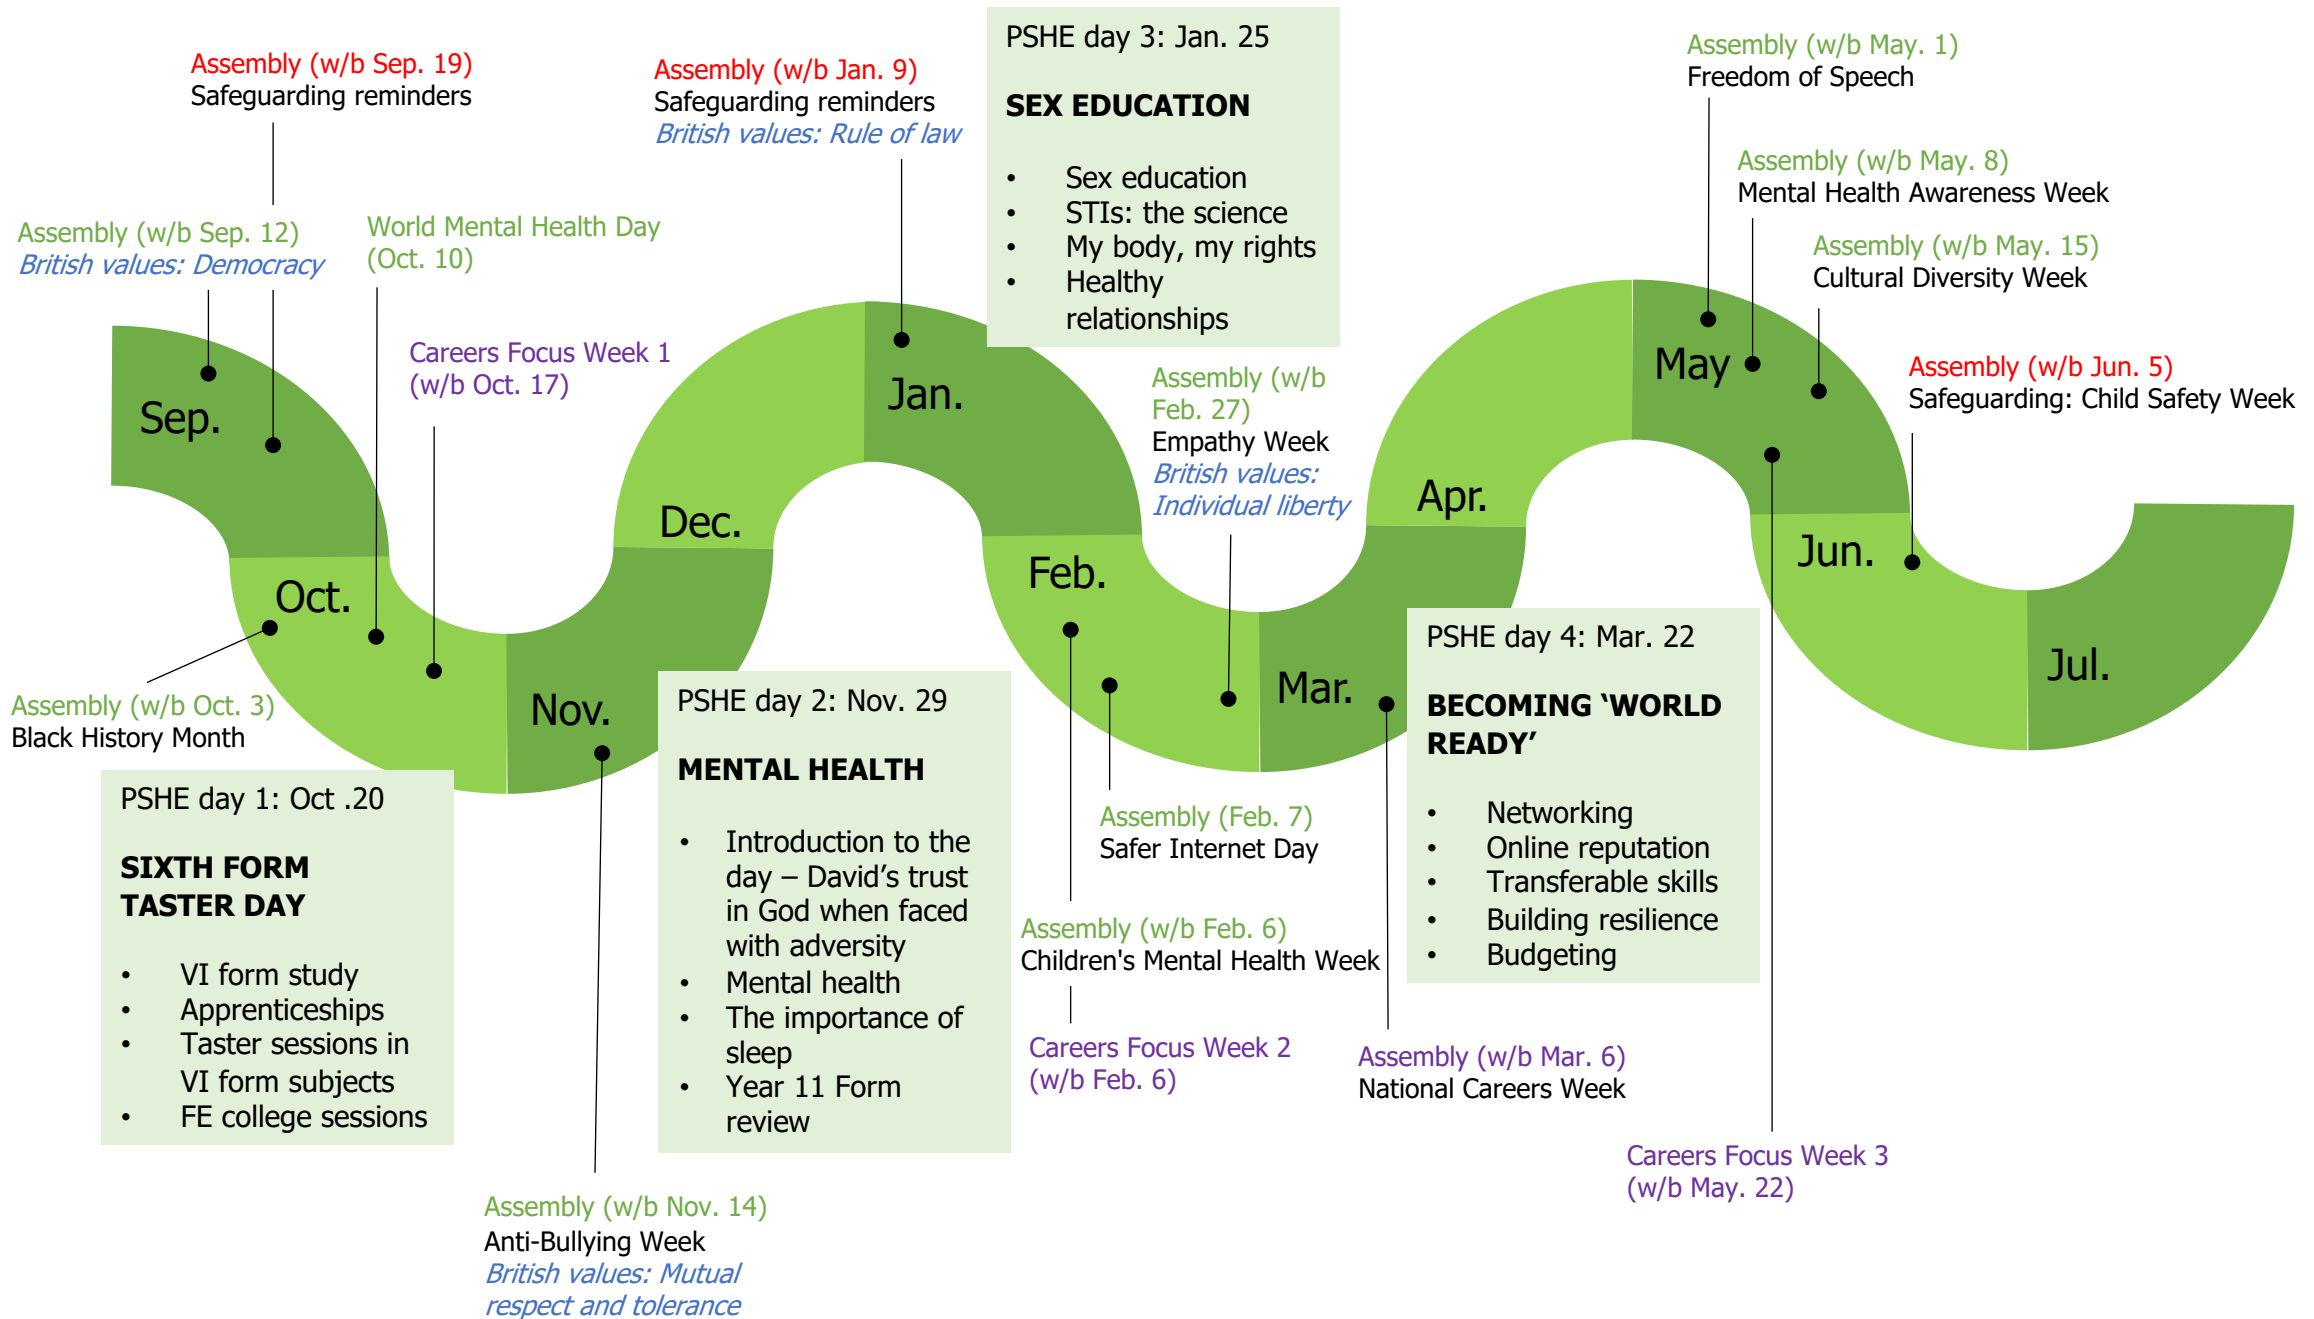 Assembly (w/b Sep. 19)
Safeguarding reminders
Assembly (w/b Sep. 12)
British values: Democracy
World Mental Health Day
(Oct. 10)
Careers Focus Week 1
(w/b Oct. 17)
Assembly (w/b Jan. 9)
Safeguarding reminders
British values: Rule of law
PSHE day 3: Jan. 25
SEX EDUCATION
• Sex education
• STIs: the science
• My body, my rights
• Healthy
relationships
Assembly (w/b May. 1)
Freedom of Speech
Assembly (w/b May. 8)
Mental Health Awareness Week
Assembly (w/b May. 15)
Cultural Diversity Week
Assembly (w/b Jun. 5)
Safeguarding: Child Safety Week
Assembly (w/b
Feb. 27)
Empathy Week
British values:
Individual liberty
Sep.
Oct.
Nov.
Dec.
Jan.
Feb.
Mar.
Apr.
May
Jun.
Jul.
Assembly (w/b Oct. 3)
Black History Month
PSHE day 1: Oct .20
SIXTH FORM
TASTER DAY
• VI form study
• Apprenticeships
• Taster sessions in
VI form subjects
• FE college sessions
PSHE day 2: Nov. 29
MENTAL HEALTH
• Introduction to the
day – David's trust
in God when faced
with adversity
• Mental health
• The importance of
sleep
• Year 11 Form
review
Assembly (w/b Nov. 14)
Anti-Bullying Week
British values: Mutual
respect and tolerance
Assembly (Feb. 7)
Safer Internet Day
Assembly (w/b Feb. 6)
Children's Mental Health Week
Careers Focus Week 2
(w/b Feb. 6)
PSHE day 4: Mar. 22
BECOMING ‘WORLD
READY’
• Networking
• Online reputation
• Transferable skills
• Building resilience
• Budgeting
Assembly (w/b Mar. 6)
National Careers Week
Careers Focus Week 3
(w/b May. 22)